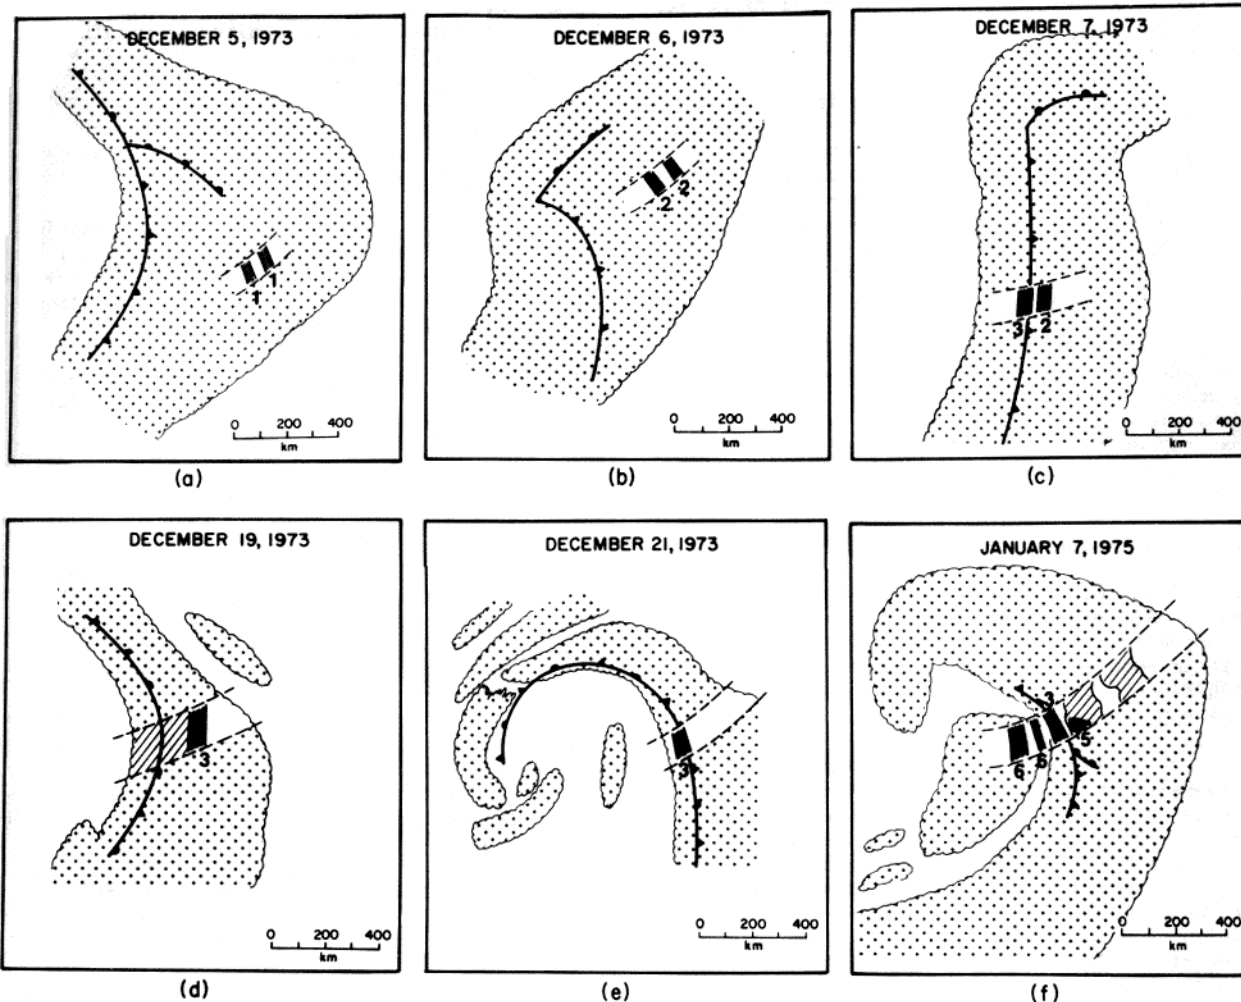 DECEMBER 5, 1973
1 1
0 200 400
km
(a)
DECEMBER 6, 1973
2
2
0 200 400
km
(b)
DECEMBER 7, 1973
3 2
0 200 400
km
(c)
DECEMBER 19, 1973
3
0 200 400
km
(d)
DECEMBER 21, 1973
3
0 200 400
km
(e)
JANUARY 7, 1975
3
5
6 6
0 200 400
km
(f)